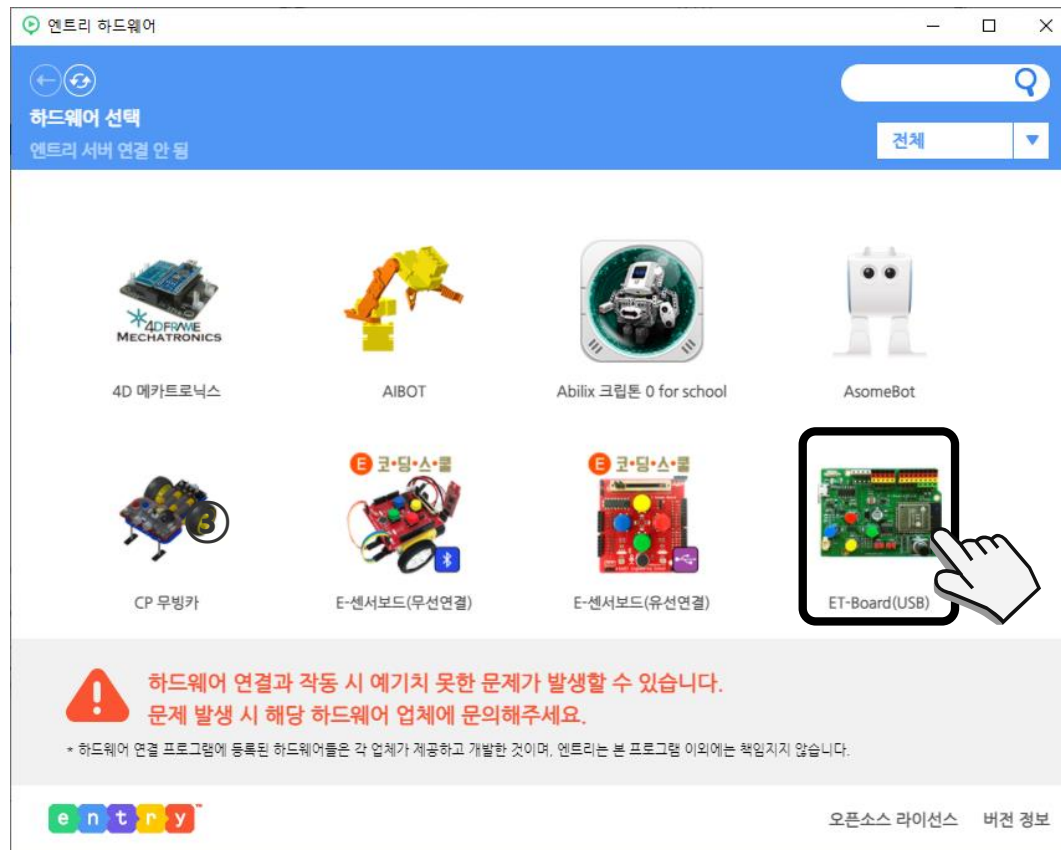 엔트리 하드웨어
하드웨어 선택
엔트리 서버 연결 안 됨
전체
4DFRAME
MECHATRONICS
4D 메카트로닉스
AIBOT
Abilix 크립톤 0 for school
AsomeBot
E 코·딩·스·쿨
E 코·딩·스·쿨
CP 무빙카
E-센서보드(무선연결)
E-센서보드(유선연결)
ET-Board(USB)
하드웨어 연결과 작동 시 예기치 못한 문제가 발생할 수 있습니다.
문제 발생 시 해당 하드웨어 업체에 문의해주세요.
* 하드웨어 연결 프로그램에 등록된 하드웨어들은 각 업체가 제공하고 개발한 것이며, 엔트리는 본 프로그램 이외에는 책임지지 않습니다.
entry™
오픈소스 라이선스 버전 정보